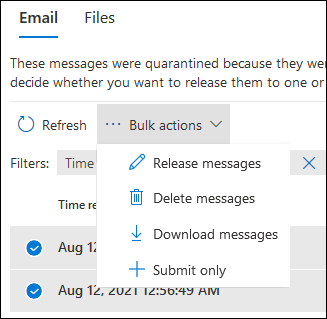 Email Files
These messages were quarantined because they were
decide whether you want to release them to one or
Refresh ··· Bulk actions
Filters: Time
Release messages
Delete messages
Time re
Download messages
Aug 12
Submit only
Aug 12, 2021 12:56:49 AM